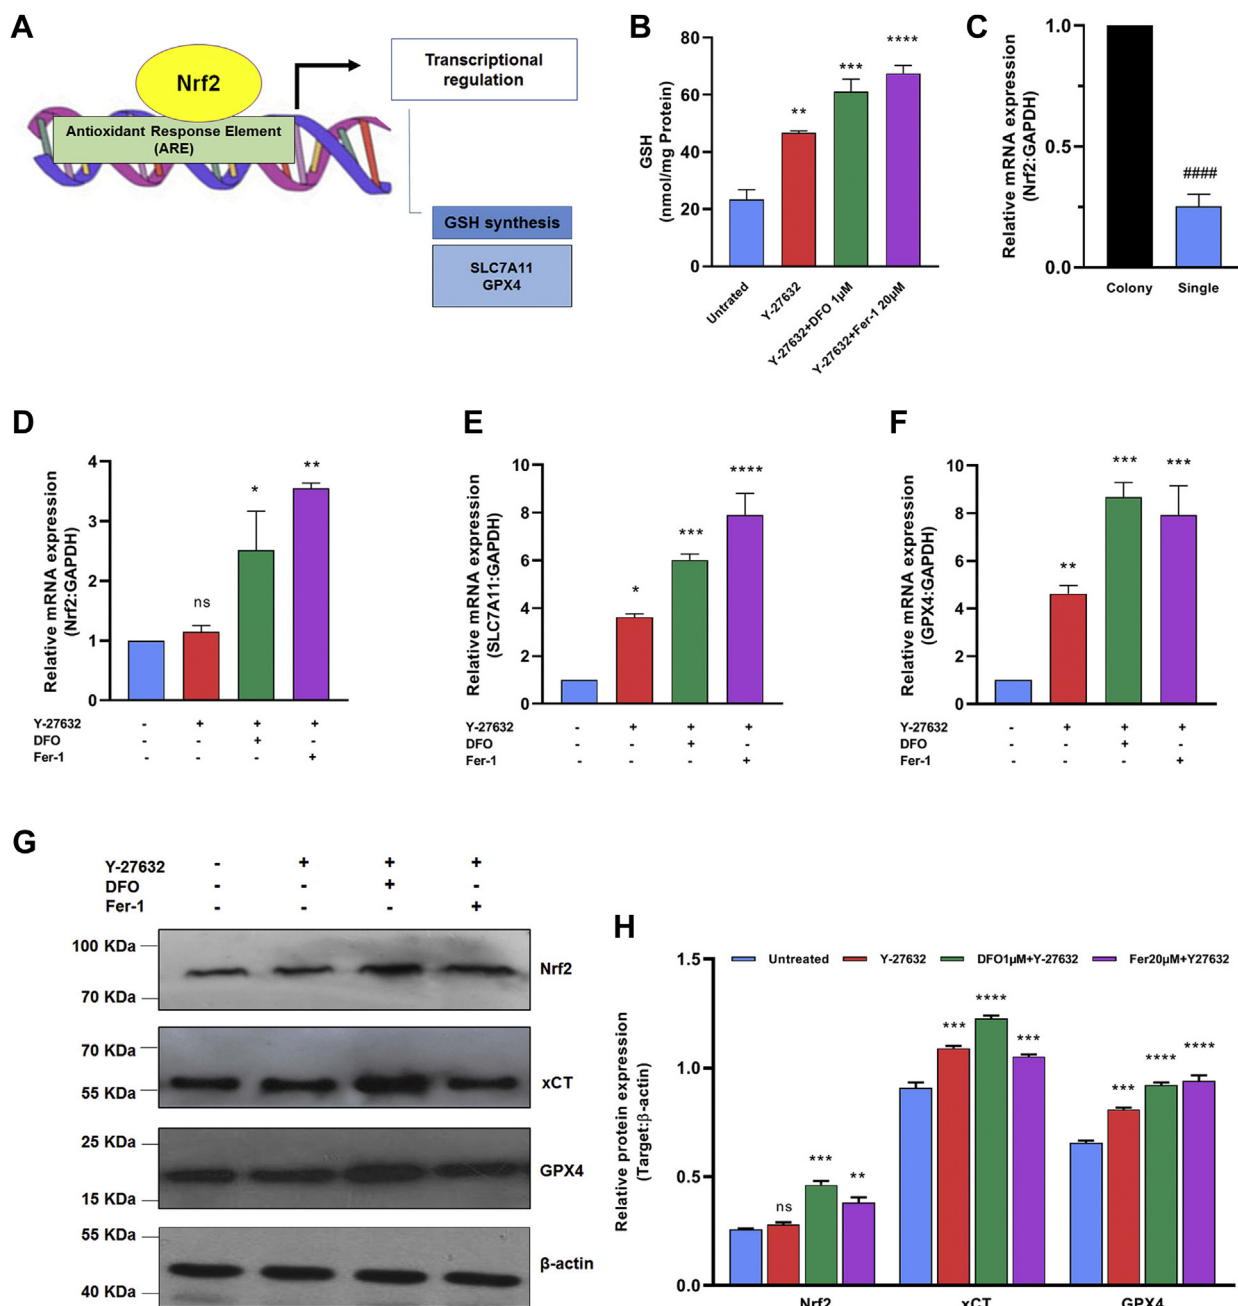 A
Nrf2
Antioxidant Response Element
(ARE)
Transcriptional
regulation
GSH synthesis
SLC7A11
GPX4
B
GSH
(nmol/mg Protein)
80
60
40
20
0
**
***
****
Untrated
Y-27632
Y-27632+DFO 1µM
Y-27632+Fer-1 20µM
C
Relative mRNA expression
(Nrf2:GAPDH)
1.0
0.5
0.0
####
Colony Single
D
Relative mRNA expression
(Nrf2:GAPDH)
4
3
2
1
0
ns
*
**
Y-27632 - + + +
DFO - - + -
Fer-1 - - - +
E
Relative mRNA expression
(SLC7A11:GAPDH)
10
8
6
4
2
0
*
***
****
Y-27632 - + + +
DFO - - + -
Fer-1 - - - +
F
Relative mRNA expression
(GPX4:GAPDH)
10
8
6
4
2
0
**
***
***
Y-27632 - + + +
DFO - - + -
Fer-1 - - - +
G
Y-27632 - + + +
DFO - - + -
Fer-1 - - - +
100 KDa
70 KDa
Nrf2
70 KDa
55 KDa
xCT
25 KDa
15 KDa
GPX4
55 KDa
40 KDa
β-actin
H
Relative protein expression
(Target:β-actin)
1.5
1.0
0.5
0.0
Untreated Y-27632 DFO1µM+Y-27632 Fer20µM+Y27632
ns *** **
*** **** ***
*** **** ****
Nrf2 xCT GPX4